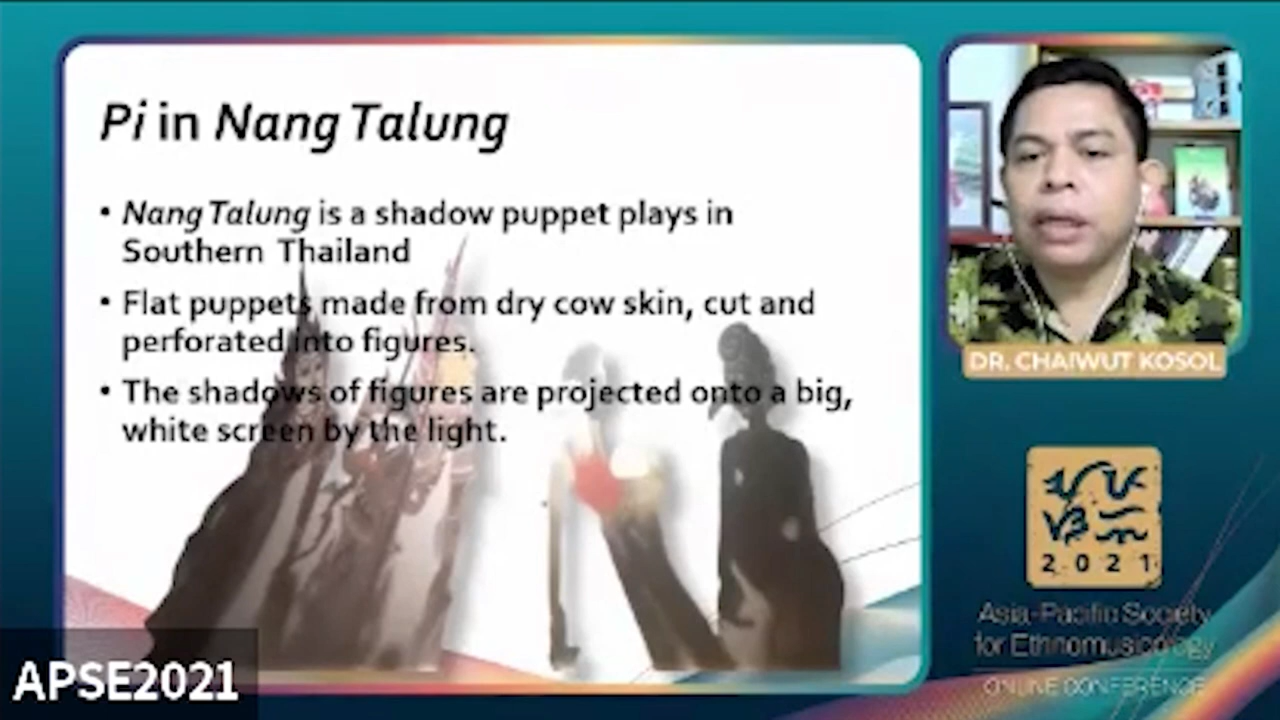 Pi in Nang Talung
• Nang Talung is a shadow puppet plays in
Southern Thailand
• Flat puppets made from dry cow skin, cut and
perforated into figures.
• The shadows of figures are projected onto a big,
white screen by the light.
DR. CHAIWUT KOSOL
2021
Asia-Pacific Society
for Ethnomusicology
ONLINE CONFERENCE
APSE2021